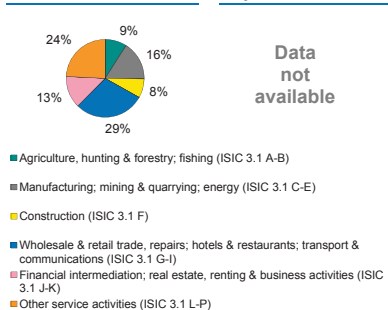 9%
24%
16%
8%
13%
29%
Data
not
available
Agriculture, hunting & forestry; fishing (ISIC 3.1 A-B)
Manufacturing; mining & quarrying; energy (ISIC 3.1 C-E)
Construction (ISIC 3.1 F)
Wholesale & retail trade, repairs; hotels & restaurants; transport &
communications (ISIC 3.1 G-I)
Financial intermediation; real estate, renting & business activities (ISIC
3.1 J-K)
Other service activities (ISIC 3.1 L-P)